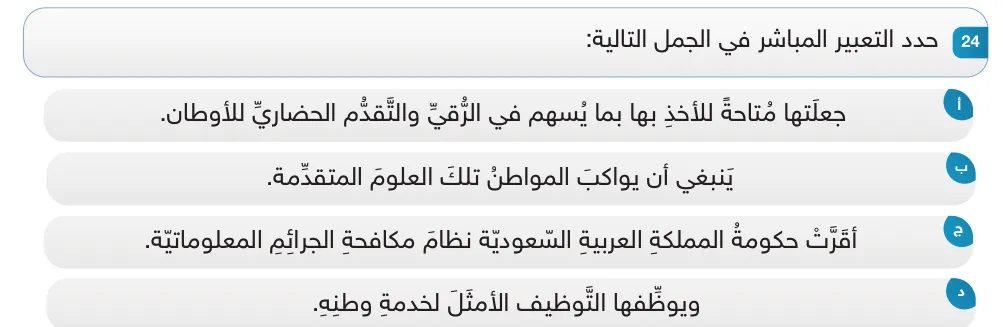 24 حدد التعبير المباشر في الجمل التالية:
أ جعلَتها مُتاحةً للأخذِ بها بما يُسهم في الرُّقيِّ والتَّقدُّم الحضاريِّ للأوطان.
ب يَنبغي أن يواكبَ المواطنُ تلكَ العلومَ المتقدِّمة.
ج أقَرَّتْ حكومةُ المملكةِ العربيةِ السّعوديّة نظامَ مكافحةِ الجرائِمِ المعلوماتيّة.
د ويوظِّفها التَّوظيف الأمثَلَ لخدمةِ وطنِهِ.